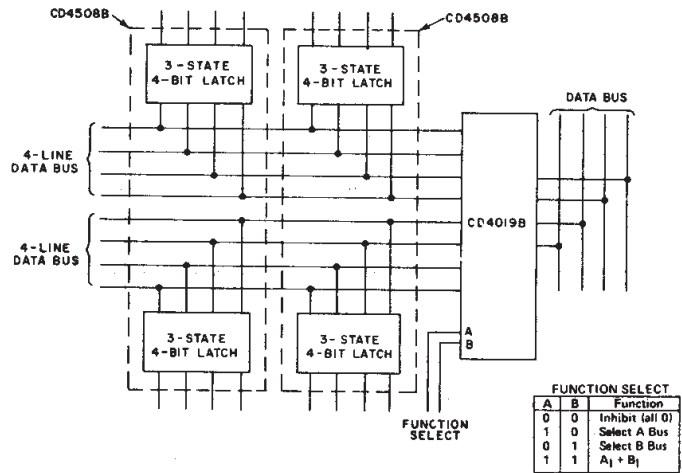 CD4508B
CD4508B
3-STATE
4-BIT LATCH
3-STATE
4-BIT LATCH
DATA BUS
4-LINE
DATA BUS
4-LINE
DATA BUS
CD4019B
3-STATE
4-BIT LATCH
3-STATE
4-BIT LATCH
A
B
FUNCTION
SELECT
FUNCTION SELECT
A B Function
0 0 Inhibit (all 0)
1 0 Select A Bus
0 1 Select B Bus
1 1 A₁ + B₁